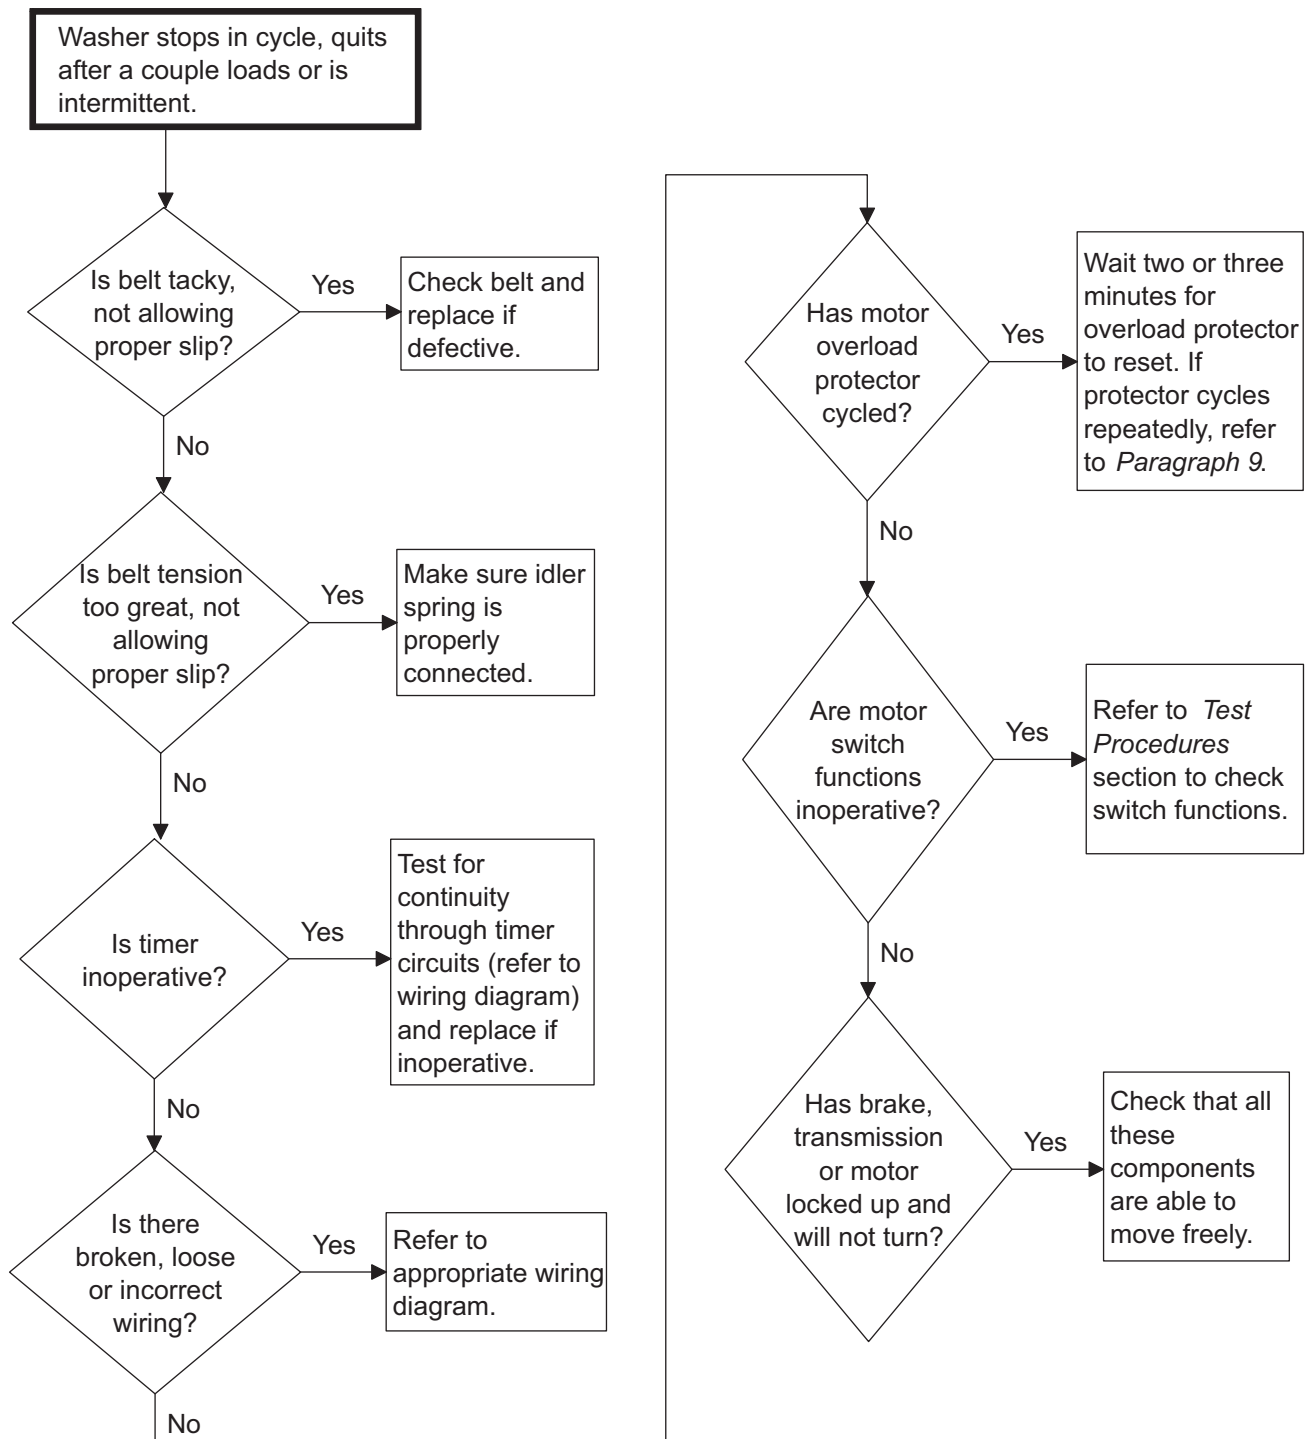 Washer stops in cycle, quits
after a couple loads or is
intermittent.
Is belt tacky,
not allowing
proper slip?
Yes
Check belt and
replace if
defective.
No
Is belt tension
too great, not
allowing
proper slip?
Yes
Make sure idler
spring is
properly
connected.
No
Is timer
inoperative?
Yes
Test for
continuity
through timer
circuits (refer to
wiring diagram)
and replace if
inoperative.
No
Is there
broken, loose
or incorrect
wiring?
Yes
Refer to
appropriate wiring
diagram.
No
Has motor
overload
protector
cycled?
Yes
Wait two or three
minutes for
overload protector
to reset. If
protector cycles
repeatedly, refer
to Paragraph 9.
No
Are motor
switch
functions
inoperative?
Yes
Refer to Test
Procedures
section to check
switch functions.
No
Has brake,
transmission
or motor
locked up and
will not turn?
Yes
Check that all
these
components
are able to
move freely.